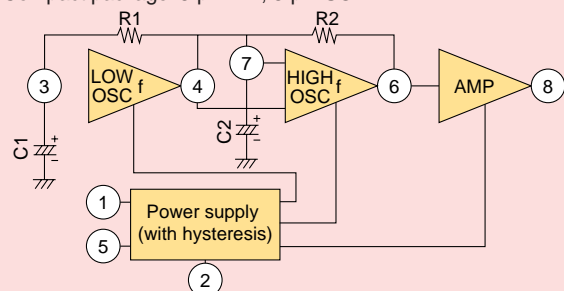 R1
R2
3
LOW f
OSC
4
7
HIGH f
OSC
6
AMP
8
C1
+
−
C2
+
−
1
Power supply
(with hysteresis)
5
2